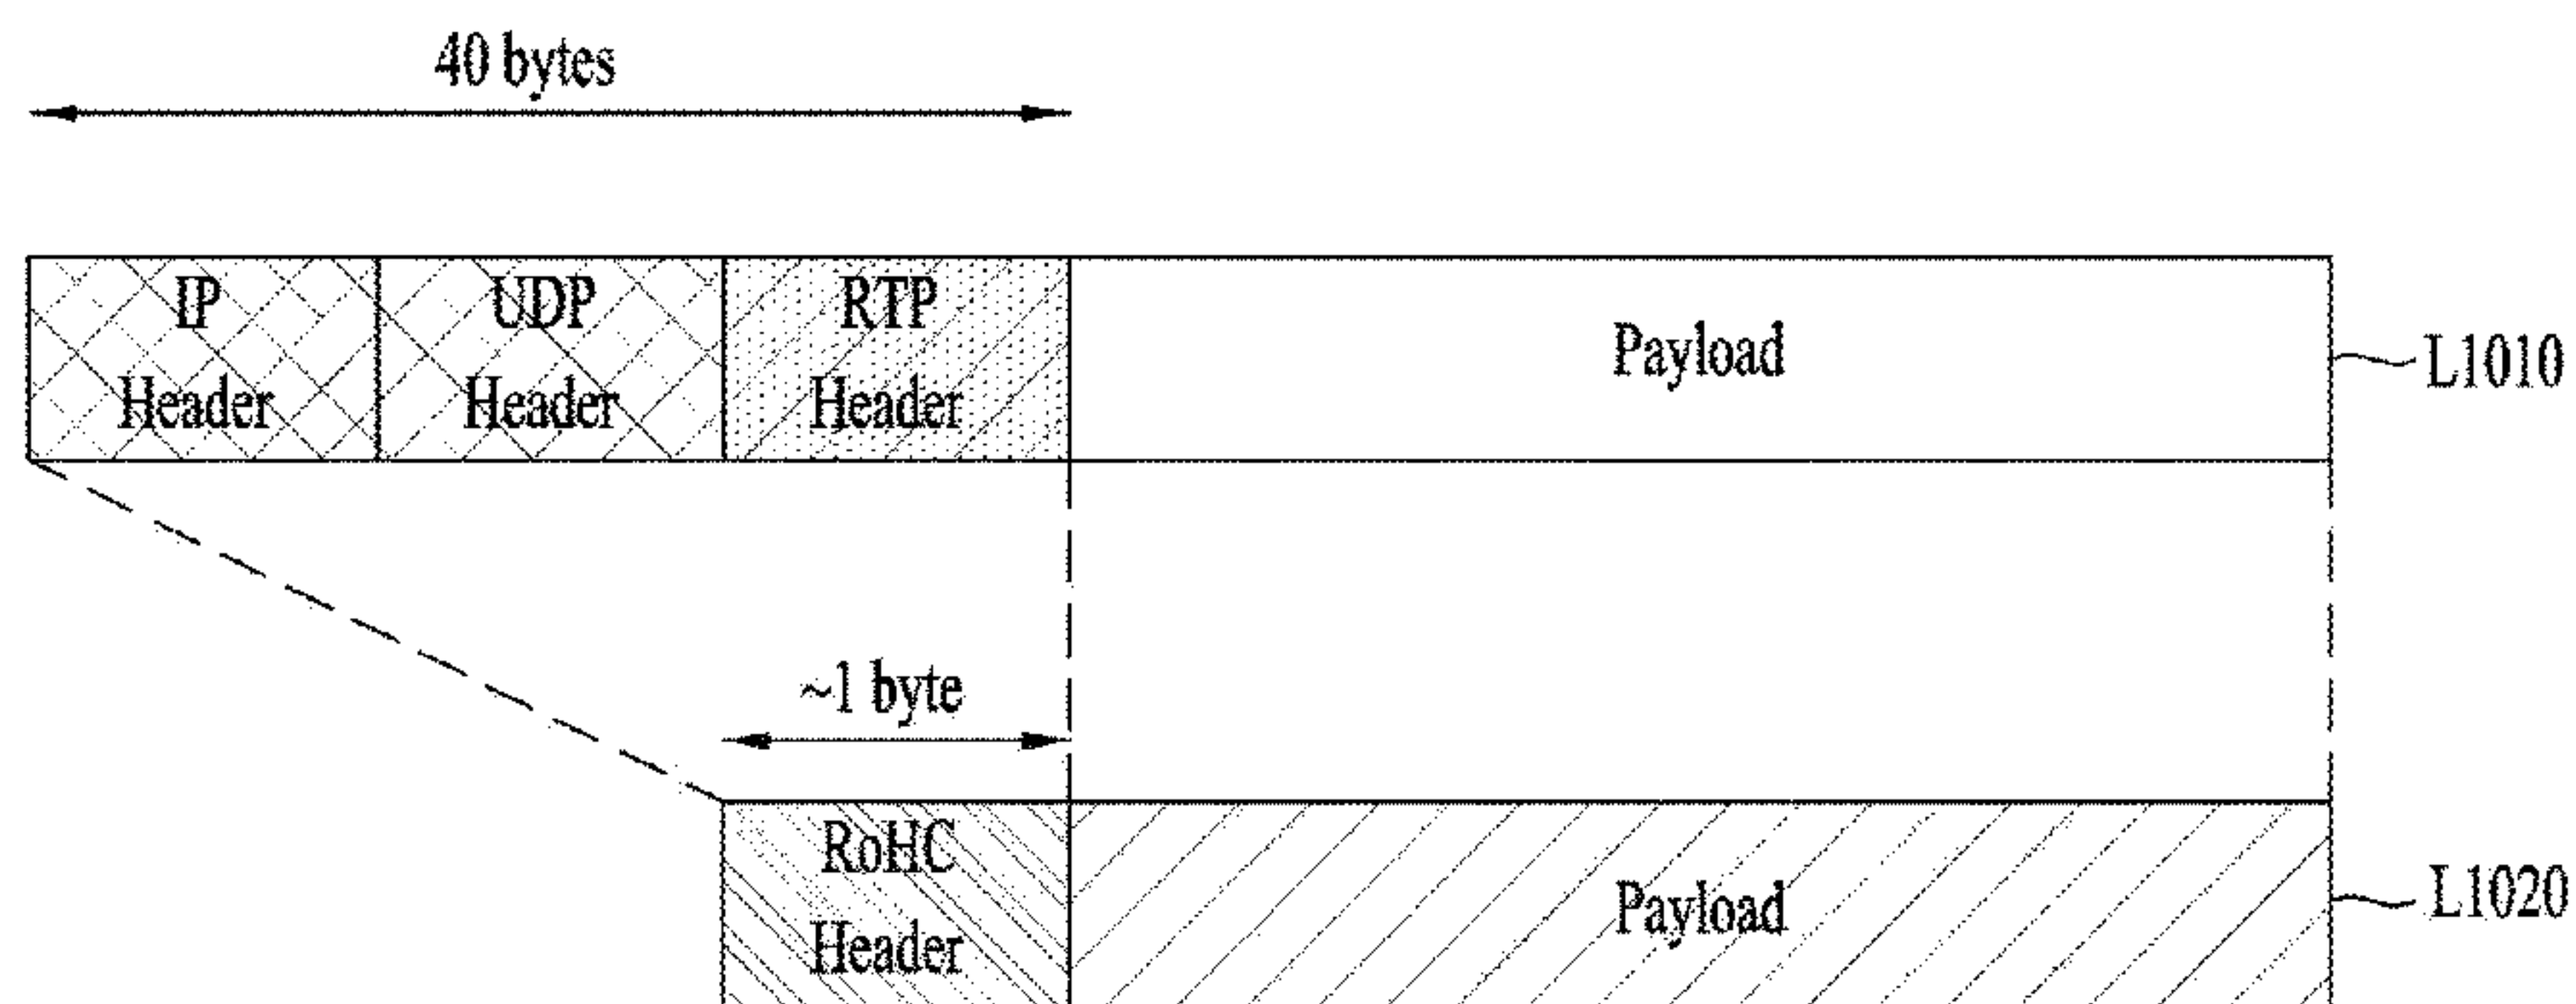 40 bytes
IP
Header
UDP
Header
RTP
Header
Payload
L1010
~1 byte
RoHC
Header
Payload
L1020